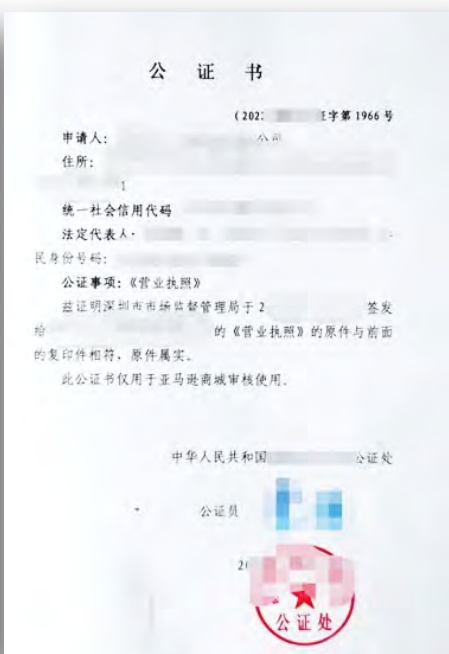 公 证 书
(202 证字第 1966 号
申请人: 公司
住所:
1
统一社会信用代码
法定代表人
民身份号码:
公证事项:《营业执照》
兹证明深圳市市场监督管理局于 2 签发
给 的《营业执照》的原件与前面
的复印件相符,原件属实。
此公证书仅用于亚马逊商城审核使用。
中华人民共和国 公证处
公证员
20
公证处